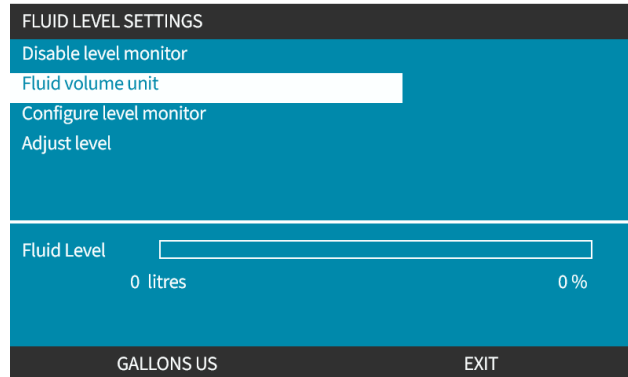 FLUID LEVEL SETTINGS
Disable level monitor
Fluid volume unit
Configure level monitor
Adjust level
Fluid Level
0 litres 0 %
GALLONS US EXIT